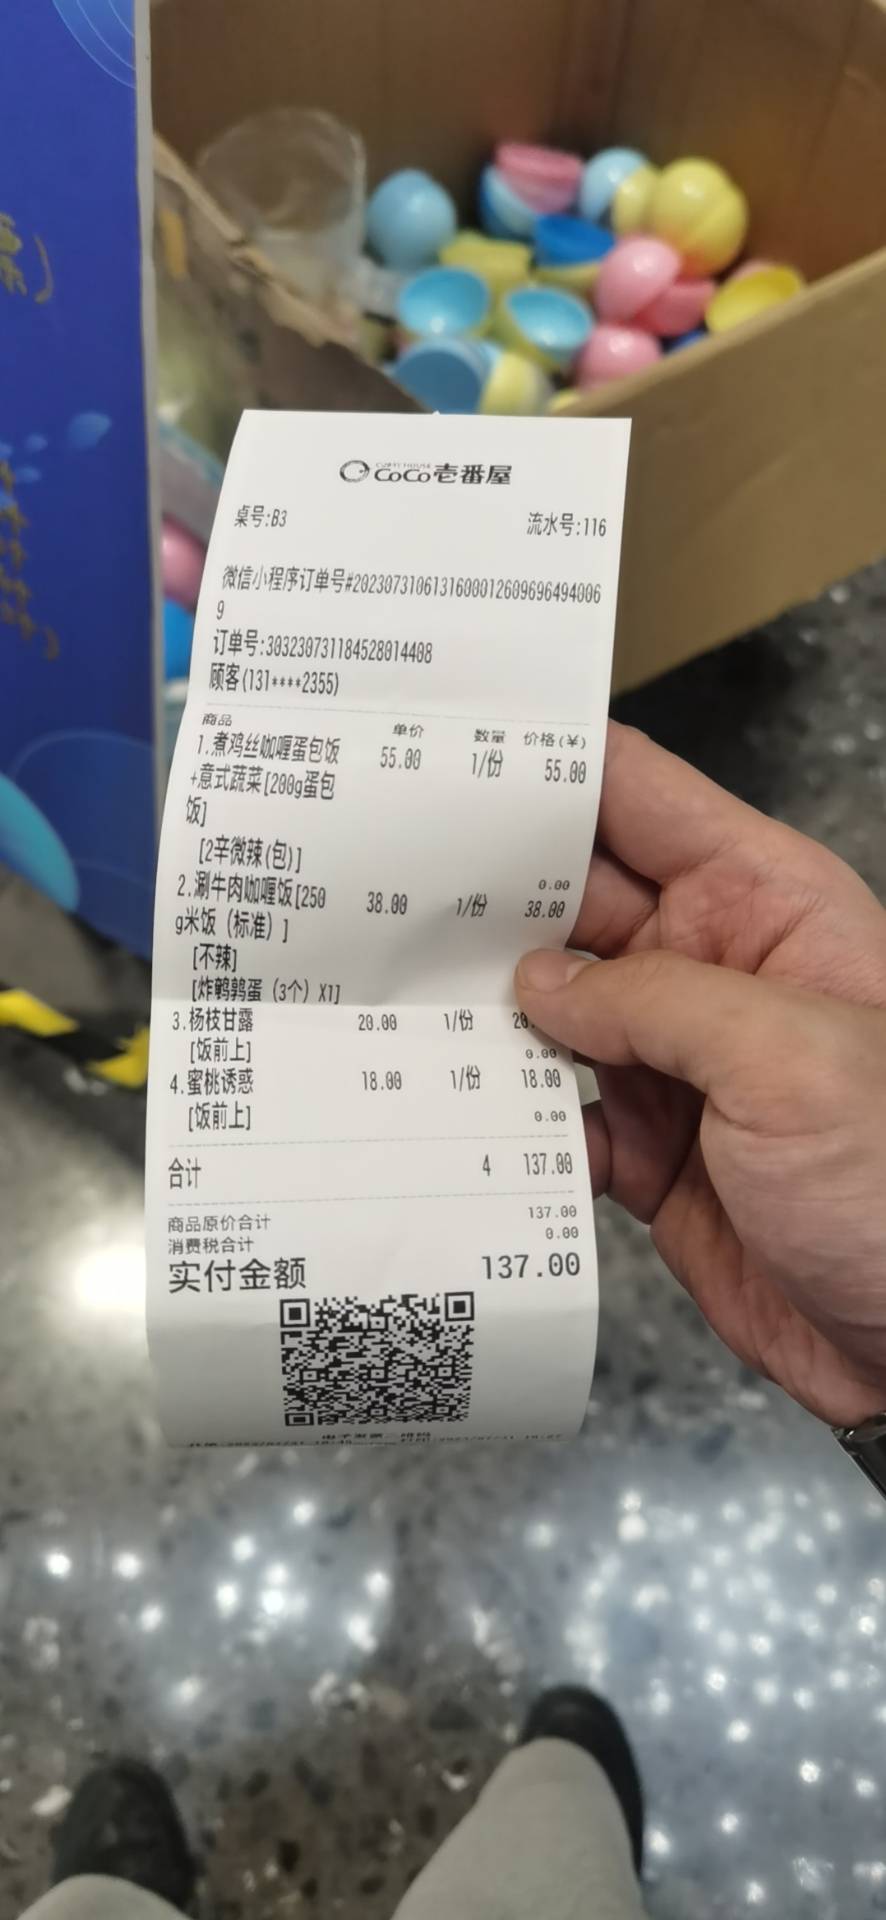 票)
CURRY HOUSE
CoCo壱番屋
桌号:B3 流水号:116
微信小程序订单号#2023073106131600012609696494006
9
订单号:303230731184528014408
顾客(131****2355)
商品 单价 数量 价格(¥)
1.煮鸡丝咖喱蛋包饭 55.00 1/份 55.00
+意式蔬菜[200g蛋包
饭]
[2辛微辣(包)]
0.00
2.涮牛肉咖喱饭[250 38.00 1/份 38.00
g米饭（标准）]
[不辣]
[炸鹌鹑蛋（3个）X1]
3.杨枝甘露 20.00 1/份 20.
[饭前上] 0.00
4.蜜桃诱惑 18.00 1/份 18.00
[饭前上] 0.00
合计 4 137.00
商品原价合计 137.00
消费税合计 0.00
实付金额 137.00